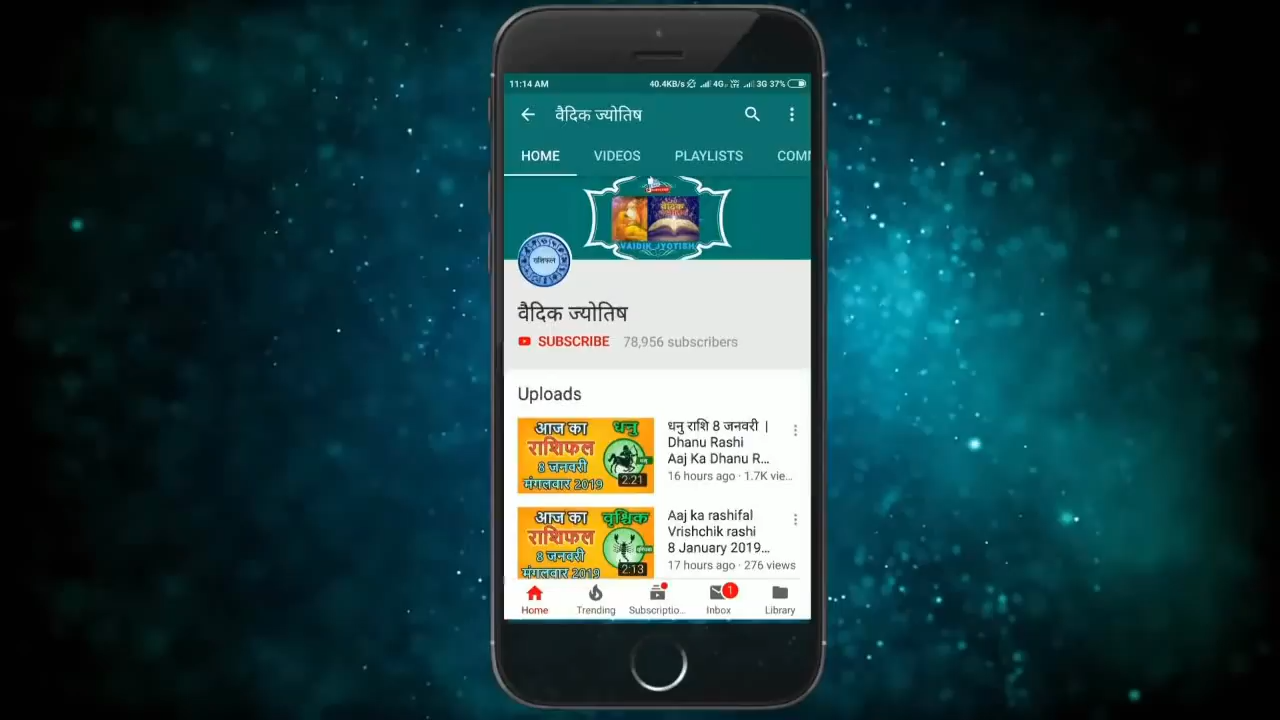 11:14 AM
40.4KB/s 4G 3G 37%
वैदिक ज्योतिष
HOME VIDEOS PLAYLISTS COMM
वैदिक
VAIDIK JYOTISH
राशिफल
वैदिक ज्योतिष
SUBSCRIBE 78,956 subscribers
Uploads
आज का धनु
राशिफल
8 जनवरी
मंगलवार 2019
2:21
धनु राशि 8 जनवरी |
Dhanu Rashi
Aaj Ka Dhanu R...
16 hours ago · 1.7K vie...
आज का वृश्चिक
राशिफल
8 जनवरी
मंगलवार 2019
2:13
Aaj ka rashifal
Vrishchik rashi
8 January 2019...
17 hours ago · 276 views
1
Home Trending Subscriptio... Inbox Library